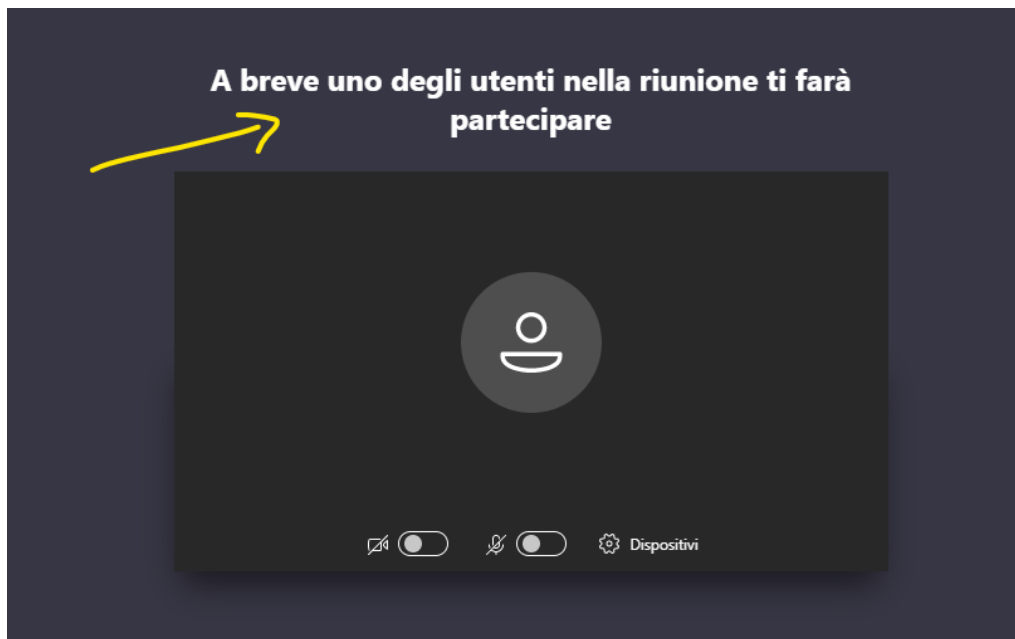 A breve uno degli utenti nella riunione ti farà
partecipare
Dispositivi